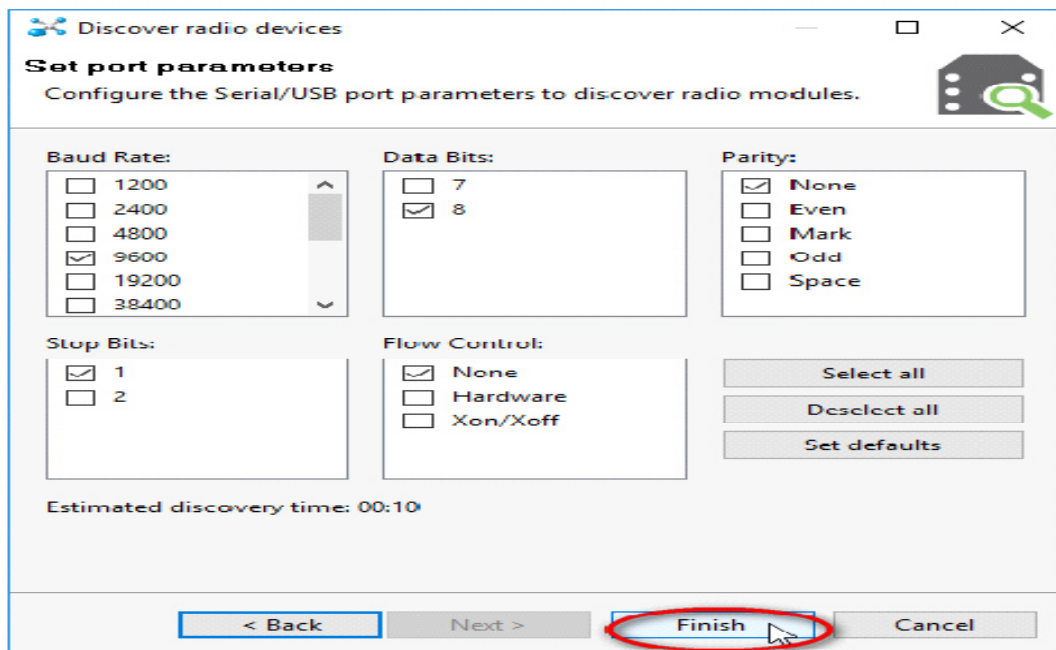 Discover radio devices
Set port parameters
Configure the Serial/USB port parameters to discover radio modules.
Baud Rate:
1200
2400
4800
9600
19200
38400
Data Bits:
7
8
Parity:
None
Even
Mark
Odd
Space
Stop Bits:
1
2
Flow Control:
None
Hardware
Xon/Xoff
Select all
Deselect all
Set defaults
Estimated discovery time: 00:10
< Back
Next >
Finish
Cancel